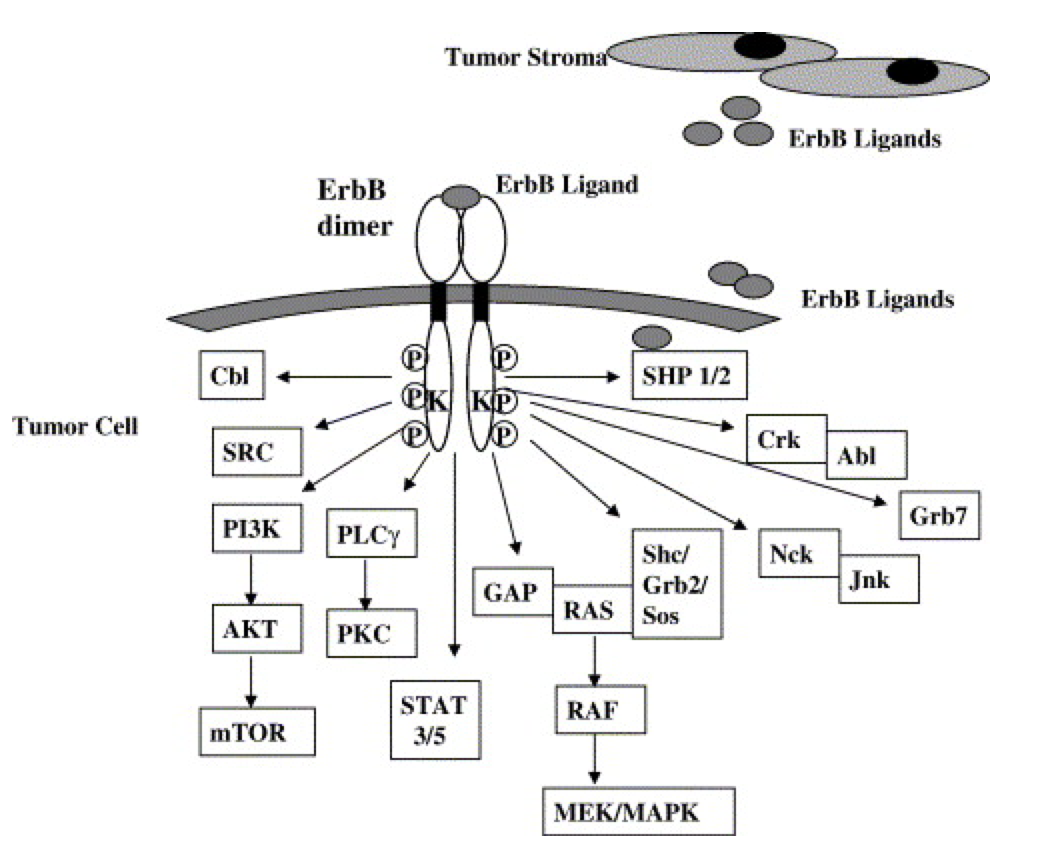 Tumor Stroma
ErbB Ligands
ErbB
dimer
ErbB Ligand
ErbB Ligands
P
P
Cbl
SHP 1/2
P
K
K
P
Tumor Cell
P
P
Crk
Abl
SRC
Grb7
PI3K
PLCγ
Shc/
Grb2/
Sos
Nck
Jnk
GAP
RAS
AKT
PKC
STAT
3/5
RAF
mTOR
MEK/MAPK